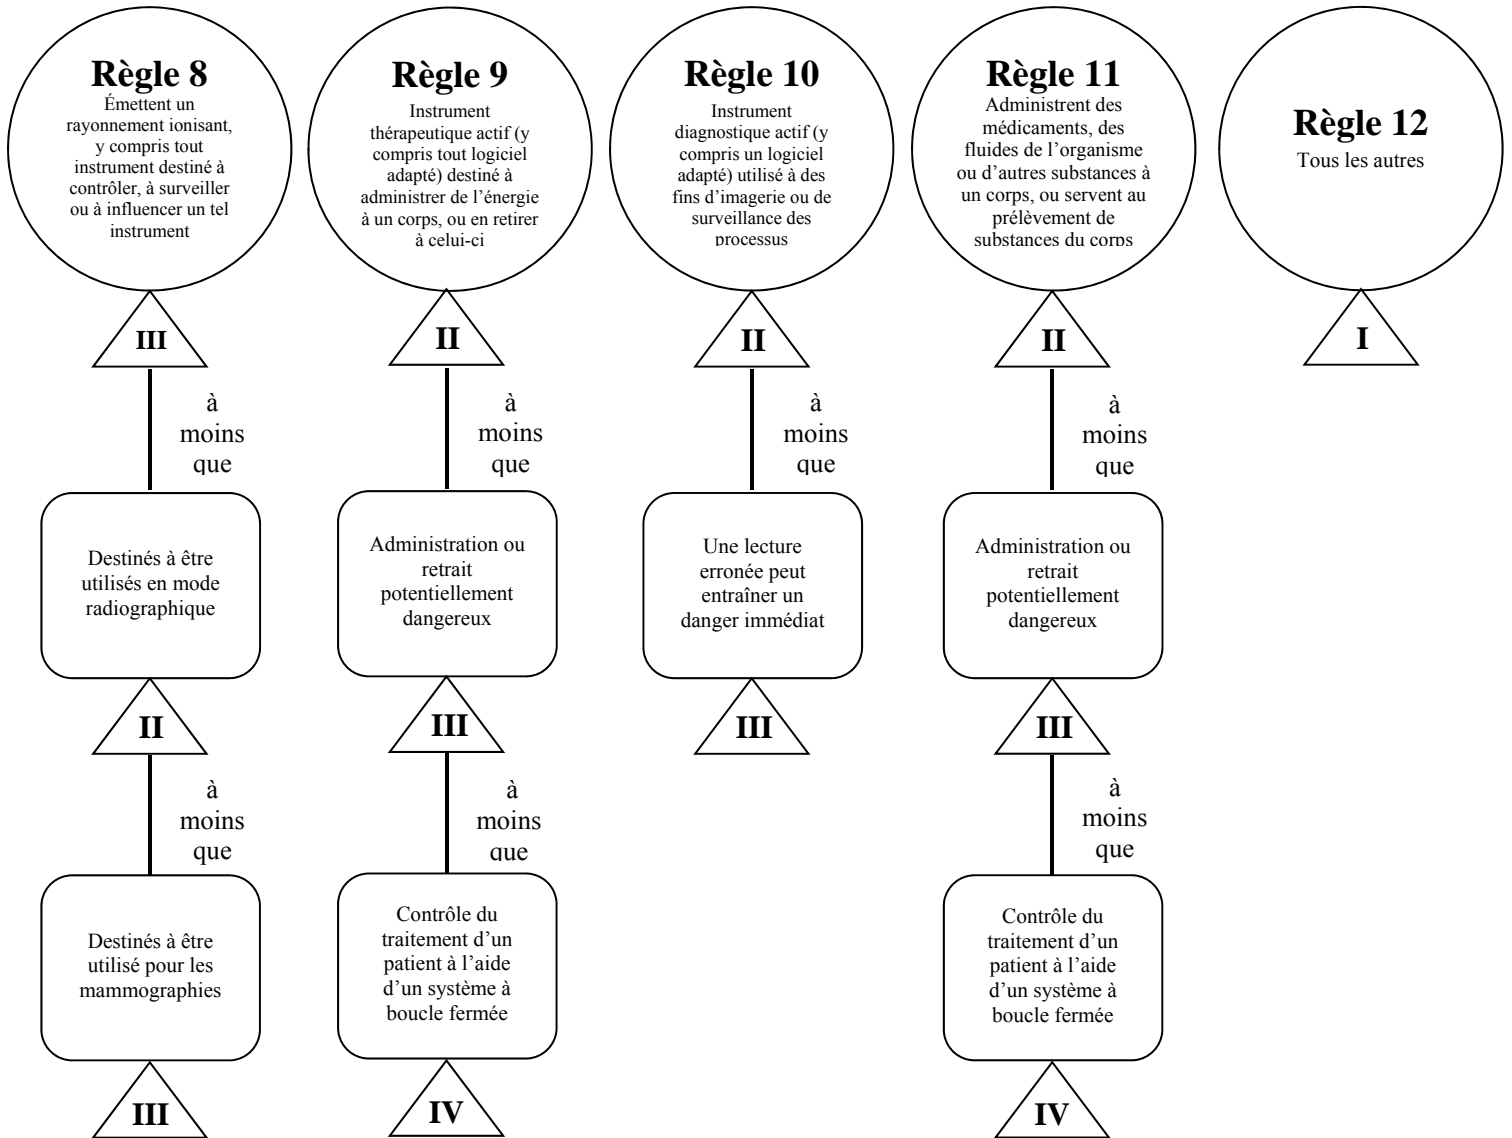 Règle 8
Émettent un
rayonnement ionisant,
y compris tout
instrument destiné à
contrôler, à surveiller
ou à influencer un tel
instrument
III
à
moins
que
Destinés à être
utilisés en mode
radiographique
II
à
moins
que
Destinés à être
utilisé pour les
mammographies
III
Règle 9
Instrument
thérapeutique actif (y
compris tout logiciel
adapté) destiné à
administrer de l’énergie
à un corps, ou en retirer
à celui-ci
II
à
moins
que
Administration ou
retrait
potentiellement
dangereux
III
à
moins
que
Contrôle du
traitement d’un
patient à l’aide
d’un système à
boucle fermée
IV
Règle 10
Instrument
diagnostique actif (y
compris un logiciel
adapté) utilisé à des
fins d’imagerie ou de
surveillance des
processus
II
à
moins
que
Une lecture
erronée peut
entraîner un
danger immédiat
III
Règle 11
Administrent des
médicaments, des
fluides de l’organisme
ou d’autres substances à
un corps, ou servent au
prélèvement de
substances du corps
II
à
moins
que
Administration ou
retrait
potentiellement
dangereux
III
à
moins
que
Contrôle du
traitement d’un
patient à l’aide
d’un système à
boucle fermée
IV
Règle 12
Tous les autres
I